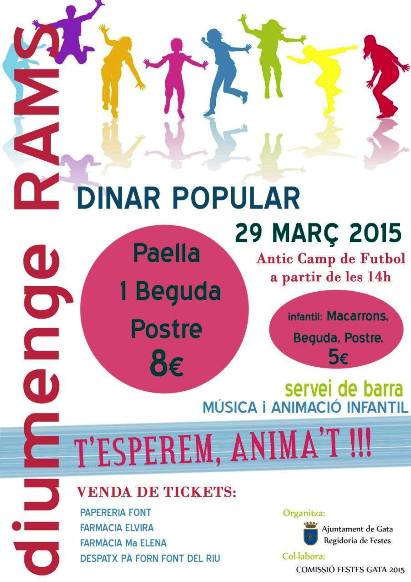 diumenge RAMS
DINAR POPULAR
29 MARÇ 2015
Antic Camp de Futbol
a partir de les 14h
Paella
1 Beguda
Postre
8€
infantil: Macarrons,
Beguda, Postre.
5€
servei de barra
MÚSICA i ANIMACIÓ INFANTIL
T'ESPEREM, ANIMA'T !!!
VENDA DE TICKETS:
PAPERERIA FONT
FARMACIA ELVIRA
FARMACIA Ma ELENA
DESPATX PÀ FORN FONT DEL RIU
Organitza:
Ajuntament de Gata
Regidoria de Festes
Col·labora:
COMISSIÓ FESTES GATA 2015